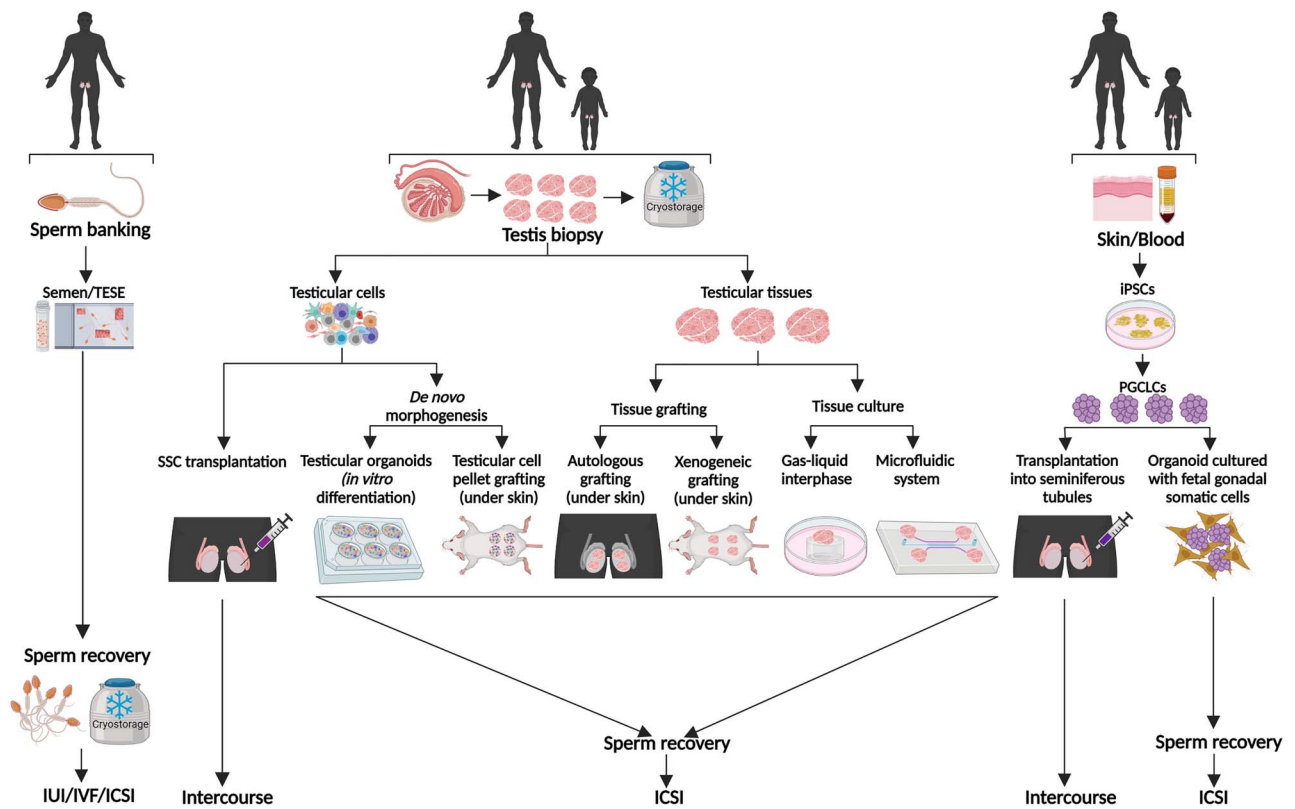 Sperm banking
Semen/TESE
Sperm recovery
Cryostorage
IUI/IVF/ICSI
Cryostorage
Testis biopsy
Testicular cells
Testicular tissues
De novo
morphogenesis
Tissue grafting
Tissue culture
SSC transplantation
Testicular organoids
(in vitro
differentiation)
Testicular cell
pellet grafting
(under skin)
Autologous
grafting
(under skin)
Xenogeneic
grafting
(under skin)
Gas-liquid
interphase
Microfluidic
system
Intercourse
Sperm recovery
ICSI
Skin/Blood
iPSCs
PGCLCs
Transplantation
into seminiferous
tubules
Organoid cultured
with fetal gonadal
somatic cells
Intercourse
Sperm recovery
ICSI